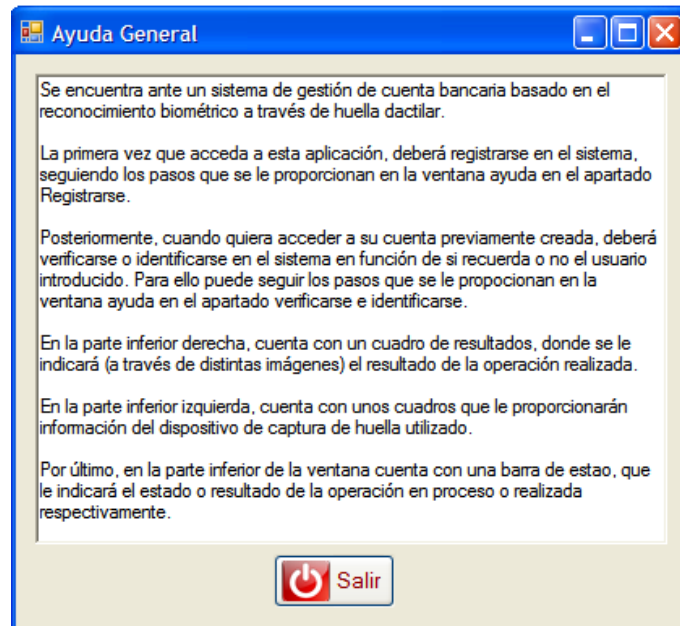 Ayuda General
Se encuentra ante un sistema de gestión de cuenta bancaria basado en el
reconocimiento biométrico a través de huella dactilar.
La primera vez que acceda a esta aplicación, deberá registrarse en el sistema,
seguiendo los pasos que se le proporcionan en la ventana ayuda en el apartado
Registrarse.
Posteriormente, cuando quiera acceder a su cuenta previamente creada, deberá
verificarse o identificarse en el sistema en función de si recuerda o no el usuario
introducido. Para ello puede seguir los pasos que se le propocionan en la
ventana ayuda en el apartado verificarse e identificarse.
En la parte inferior derecha, cuenta con un cuadro de resultados, donde se le
indicará (a través de distintas imágenes) el resultado de la operación realizada.
En la parte inferior izquierda, cuenta con unos cuadros que le proporcionarán
información del dispositivo de captura de huella utilizado.
Por último, en la parte inferior de la ventana cuenta con una barra de estao, que
le indicará el estado o resultado de la operación en proceso o realizada
respectivamente.
Salir